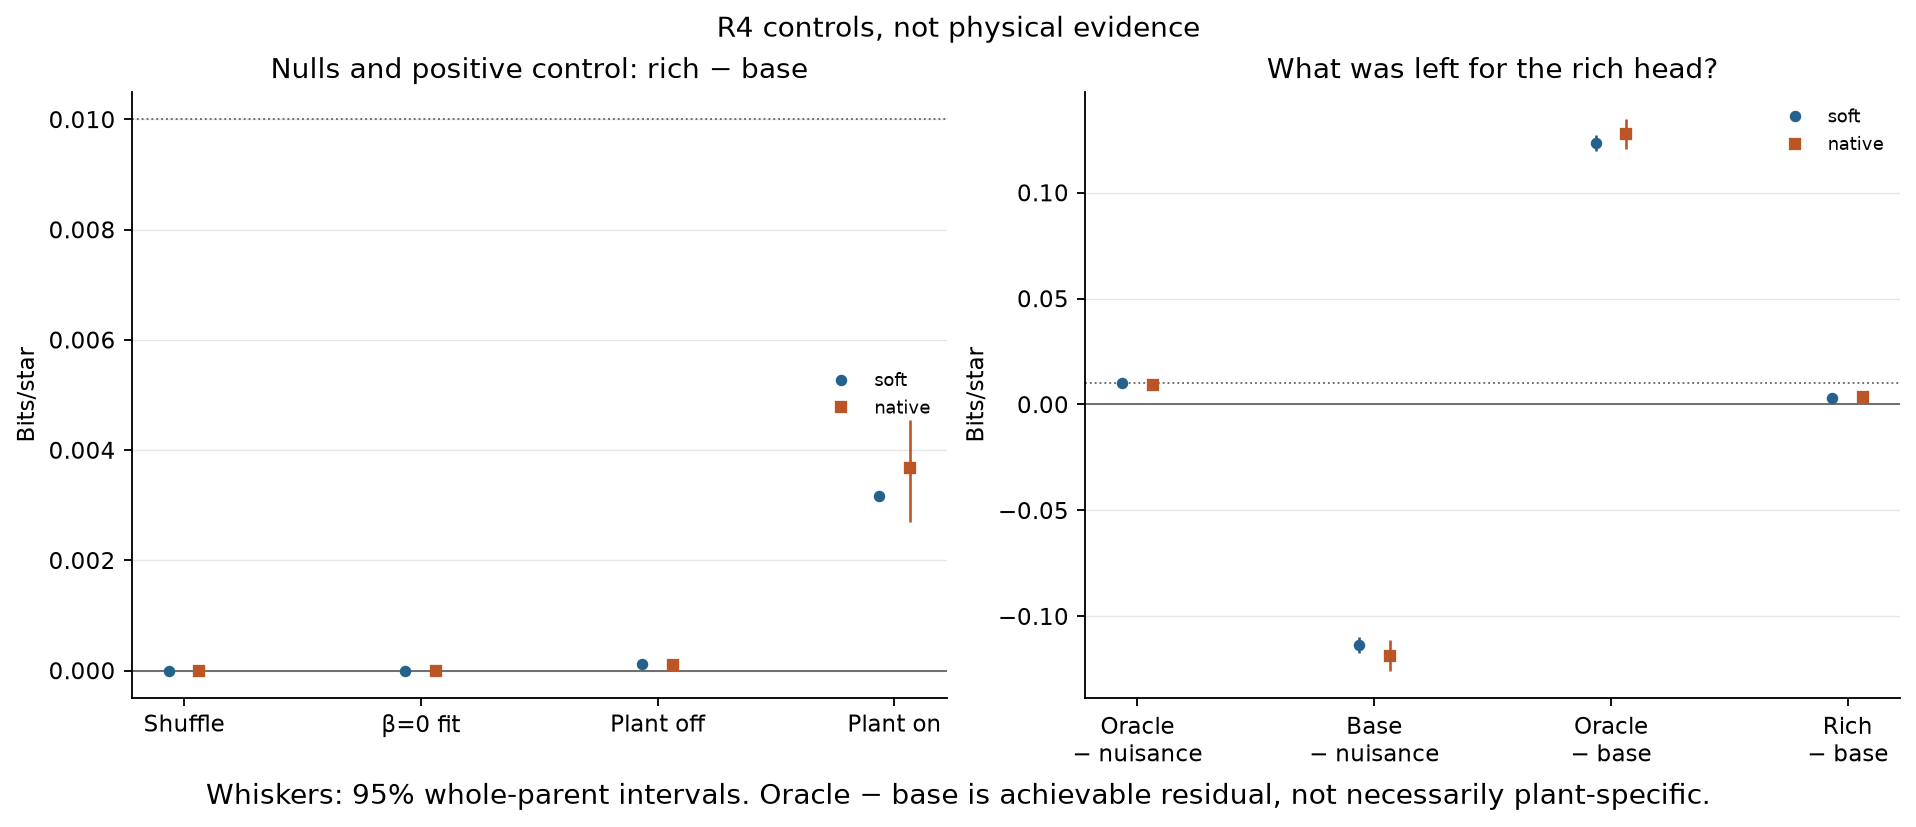 R4 controls, not physical evidence
Nulls and positive control: rich − base
Bits/star
0.010
0.008
0.006
0.004
0.002
0.000
soft
native
Shuffle
β=0 fit
Plant off
Plant on
What was left for the rich head?
Bits/star
0.10
0.05
0.00
−0.05
−0.10
soft
native
Oracle
− nuisance
Base
− nuisance
Oracle
− base
Rich
− base
Whiskers: 95% whole-parent intervals. Oracle − base is achievable residual, not necessarily plant-specific.